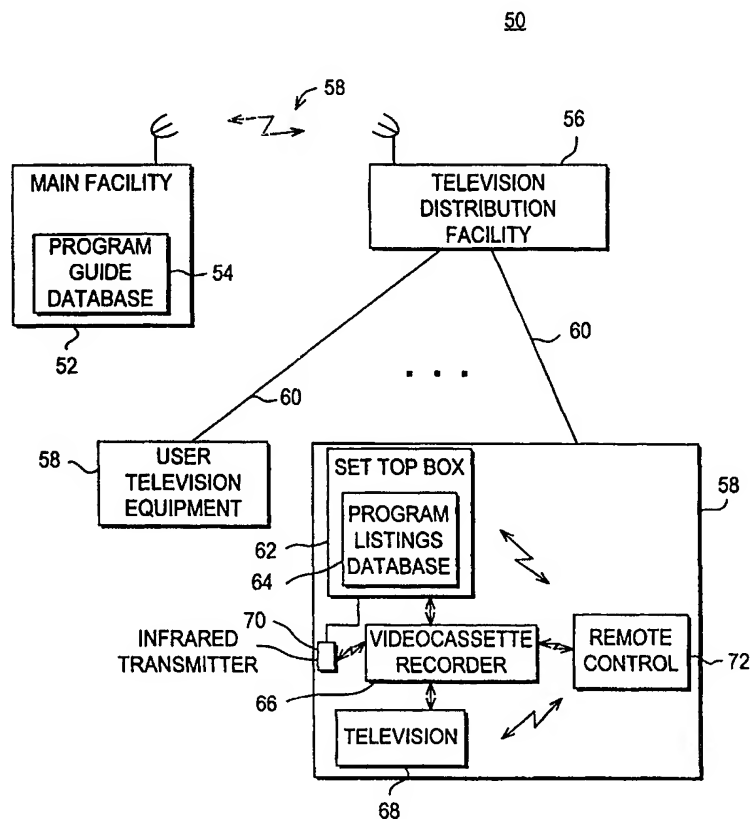 50
58
56
MAIN FACILITY
PROGRAM
GUIDE
DATABASE
54
52
TELEVISION
DISTRIBUTION
FACILITY
60
60
. . .
58
USER
TELEVISION
EQUIPMENT
SET TOP BOX
58
PROGRAM
LISTINGS
DATABASE
62
64
70
INFRARED
TRANSMITTER
VIDEOCASSETTE
RECORDER
66
REMOTE
CONTROL
72
TELEVISION
68